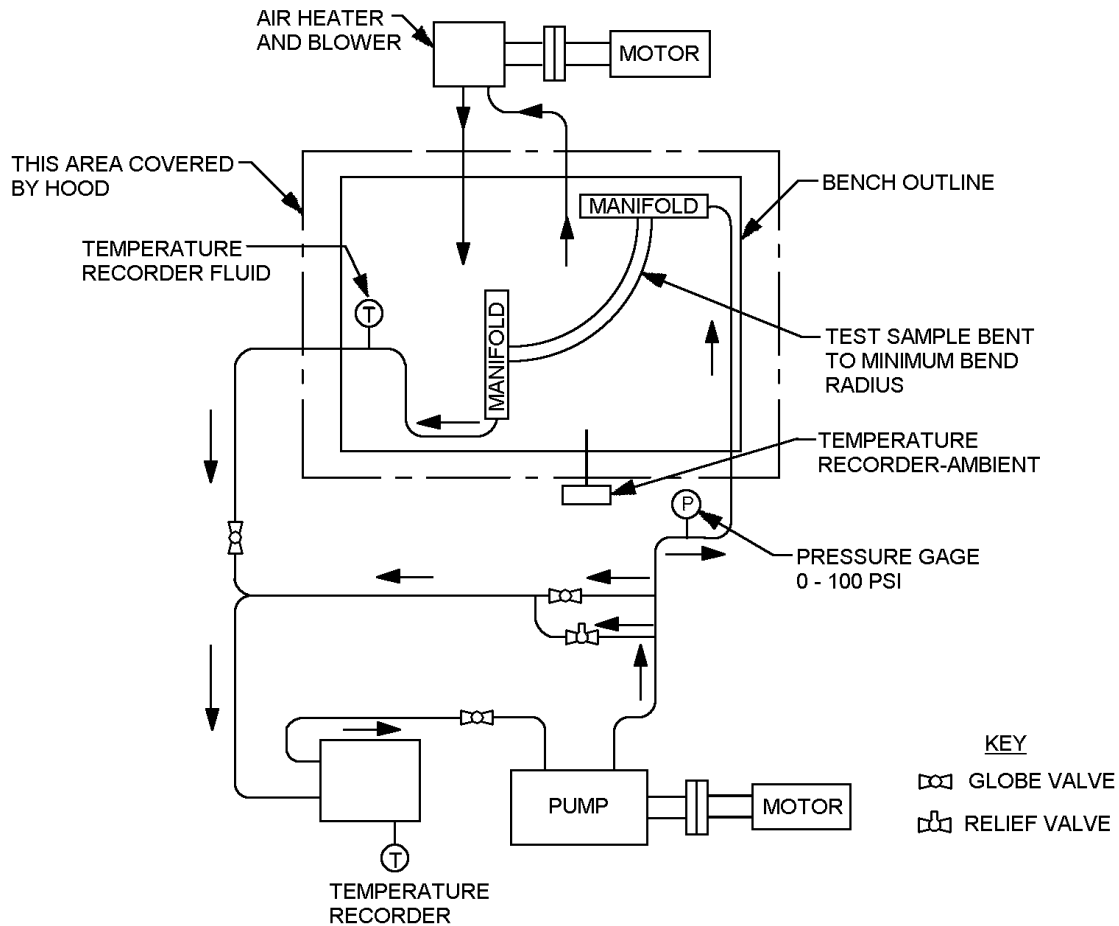 AIR HEATER
AND BLOWER
MOTOR
THIS AREA COVERED
BY HOOD
BENCH OUTLINE
MANIFOLD
TEMPERATURE
RECORDER FLUID
T
MANIFOLD
TEST SAMPLE BENT
TO MINIMUM BEND
RADIUS
TEMPERATURE
RECORDER-AMBIENT
P
PRESSURE GAGE
0 - 100 PSI
KEY
GLOBE VALVE
RELIEF VALVE
PUMP
MOTOR
T
TEMPERATURE
RECORDER